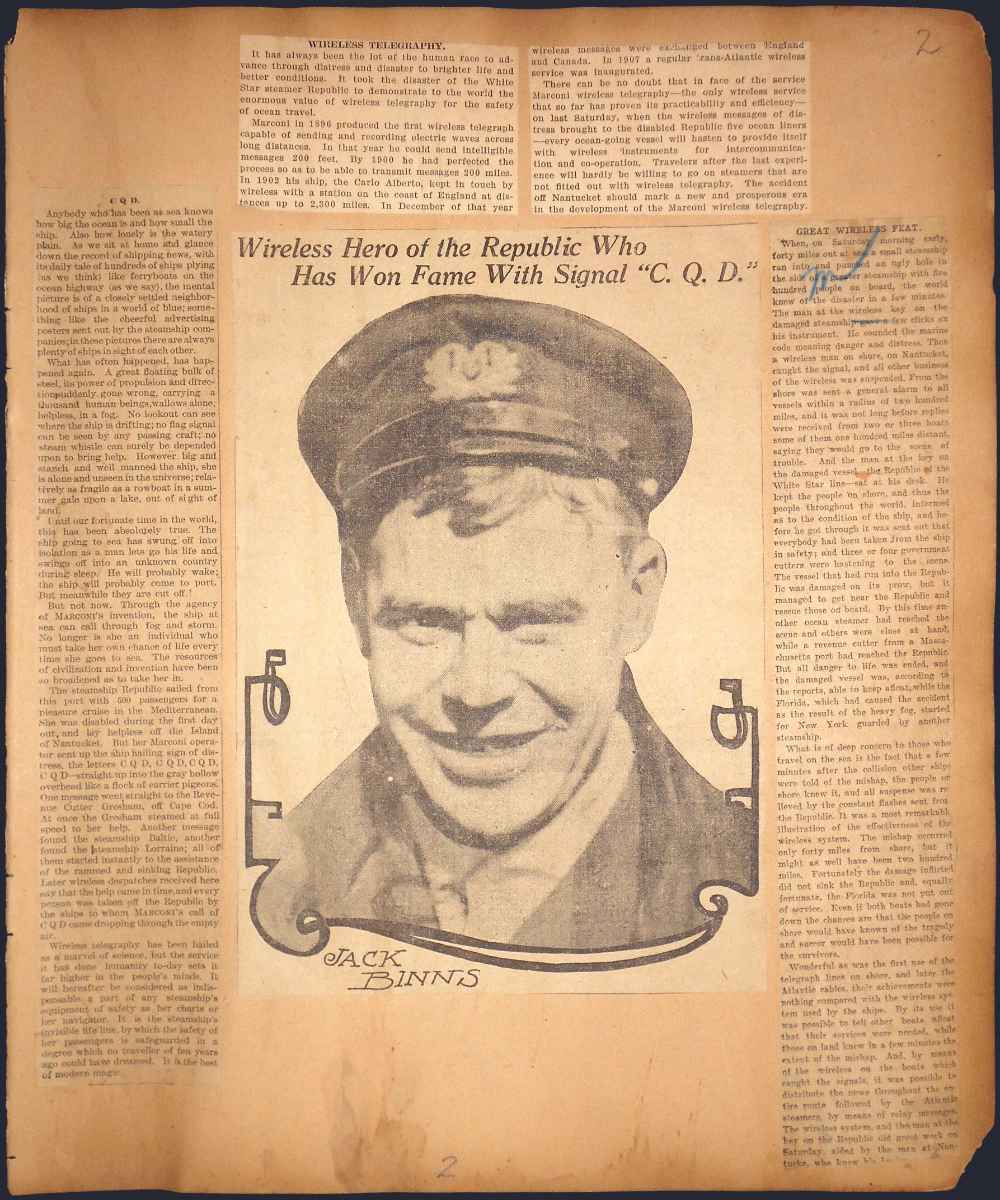 2
WIRELESS TELEGRAPHY.
It has always been the lot of the human race to ad-
vance through distress and disaster to brighter life and
better conditions. It took the disaster of the White
Star steamer Republic to demonstrate to the world the
enormous value of wireless telegraphy for the safety
of ocean travel.
Marconi in 1896 produced the first wireless telegraph
capable of sending and recording electric waves across
long distances. In that year he could send intelligible
messages 200 feet. By 1900 he had perfected the
process so as to be able to transmit messages 200 miles.
In 1902 his ship, the Carlo Alberto, kept in touch by
wireless with a station on the coast of England at dis-
tances up to 2,300 miles. In December of that year
wireless messages were exchanged between England
and Canada. In 1907 a regular trans-Atlantic wireless
service was inaugurated.
There can be no doubt that in face of the service
Marconi wireless telegraphy—the only wireless service
that so far has proven its practicability and efficiency—
on last Saturday, when the wireless messages of dis-
tress brought to the disabled Republic five ocean liners
—every ocean-going vessel will hasten to provide itself
with wireless instruments for intercommunica-
tion and co-operation. Travelers after the last experi-
ence will hardly be willing to go on steamers that are
not fitted out with wireless telegraphy. The accident
off Nantucket should mark a new and prosperous era
in the development of the Marconi wireless telegraphy.
C Q D.
Anybody who has been at sea knows
how big the ocean is and how small the
ship. Also how lonely is the watery
plain. As we sit at home and glance
down the record of shipping news, with
its daily tale of hundreds of ships plying
(as we think) like ferryboats on the
ocean highway (as we say), the mental
picture is of a closely settled neighbor-
hood of ships in a world of blue; some-
thing like the cheerful advertising
posters sent out by the steamship com-
panies; in these pictures there are always
plenty of ships in sight of each other.
What has often happened, has hap-
pened again. A great floating bulk of
steel, its power of propulsion and direc-
tion suddenly gone wrong, carrying a
thousand human beings, wallows alone,
helpless, in a fog. No lookout can see
where the ship is drifting; no flag signal
can be seen by any passing craft; no
steam whistle can surely be depended
upon to bring help. However big and
stanch and well manned the ship, she
is alone and unseen in the universe; rela-
tively as fragile as a rowboat in a sum-
mer gale upon a lake, out of sight of
land.
Until our fortunate time in the world,
this has been absolutely true. The
ship going to sea has swung off into
isolation as a man lets go his life and
swings off into an unknown country
during sleep. He will probably wake;
the ship will probably come to port.
But meanwhile they are cut off!
But not now. Through the agency
of MARCONI'S invention, the ship at
sea can call through fog and storm.
No longer is she an individual who
must take her own chance of life every
time she goes to sea. The resources
of civilization and invention have been
so broadened as to take her in.
The steamship Republic sailed from
this port with 500 passengers for a
pleasure cruise in the Mediterranean.
She was disabled during the first day
out, and lay helpless off the Island
of Nantucket. But her Marconi opera-
tor sent up the ship hailing sign of dis-
tress, the letters C Q D, C Q D, C Q D,
C Q D—straight up into the gray hollow
overhead like a flock of carrier pigeons.
One message went straight to the Reve-
nue Cutter Gresham, off Cape Cod.
At once the Gresham steamed at full
speed to her help. Another message
found the steamship Baltic, another
found the steamship Lorraine; all of
them started instantly to the assistance
of the rammed and sinking Republic.
Later wireless despatches received here
say that the help came in time, and every
person was taken off the Republic by
the ships to whom MARCONI'S call of
C Q D came dropping through the empty
air.
Wireless telegraphy has been hailed
as a marvel of science, but the service
it has done humanity to-day sets it
far higher in the people's minds. It
will hereafter be considered as indis-
pensable a part of any steamship's
equipment of safety as her charts or
her navigator. It is the steamship's
invisible life line, by which the safety of
her passengers is safeguarded in a
degree which no traveller of ten years
ago could have dreamed. It is the best
of modern magic.
Wireless Hero of the Republic Who
Has Won Fame With Signal "C. Q. D."
JACK
BINNS
GREAT WIRELESS FEAT.
When, on Saturday morning early,
forty miles out at sea a small steamship
ran into and punched an ugly hole in
the side of steamship with five
hundred people on board, the world
knew of the disaster in a few minutes.
The man at the wireless key on the
damaged steamship gave a few clicks on
his instrument. He sounded the marine
code meaning danger and distress. Then
a wireless man on shore, on Nantucket,
caught the signal, and all other business
of the wireless was suspended. From the
shore was sent a general alarm to all
vessels within a radius of two hundred
miles, and it was not long before replies
were received from two or three boats
some of them one hundred miles distant,
saying they would go to the scene of
trouble. And the man at the key on
the damaged vessel—the Republic of the
White Star line—sat at his desk. He
kept the people on shore, and thus the
people throughout the world, informed
as to the condition of the ship, and be-
fore he got through it was sent out that
everybody had been taken from the ship
in safety; and three or four government
cutters were hastening to the scene.
The vessel that had run into the Repub-
lic was damaged on its prow, but it
managed to get near the Republic and
rescue those on board. By this time an-
other ocean steamer had reached the
scene and others were close at hand,
while a revenue cutter from a Massa-
chusetts port had reached the Republic.
But all danger to life was ended, and
the damaged vessel was, according to
the reports, able to keep afloat, while the
Florida, which had caused the accident
as the result of the heavy fog, started
for New York guarded by another
steamship.
What is of deep concern to those who
travel on the sea is the fact that a few
minutes after the collision other ships
were told of the mishap, the people on
shore knew it, and all suspense was re-
lieved by the constant flashes sent from
the Republic. It was a most remarkable
illustration of the effectiveness of the
wireless system. The mishap occurred
only forty miles from shore, but it
might as well have been two hundred
miles. Fortunately the damage inflicted
did not sink the Republic and, equally
fortunate, the Florida was not put out
of service. Even if both boats had gone
down the chances are that the people on
shore would have known of the tragedy
and succor would have been possible for
the survivors.
Wonderful as was the first use of the
telegraph lines on shore, and later the
Atlantic cables, their achievements were
nothing compared with the wireless sys-
tem used by the ships. By its use it
was possible to tell other boats afloat
that their services were needed, while
those on land knew in a few minutes the
extent of the mishap. And, by means
of the wireless on the boats which
caught the signals, it was possible to
distribute the news throughout the en-
tire route followed by the Atlantic
steamers, by means of relay messages.
The wireless system, and the man at the
key on the Republic did great work on
Saturday, aided by the man at Nan-
tucket, who knew his
2